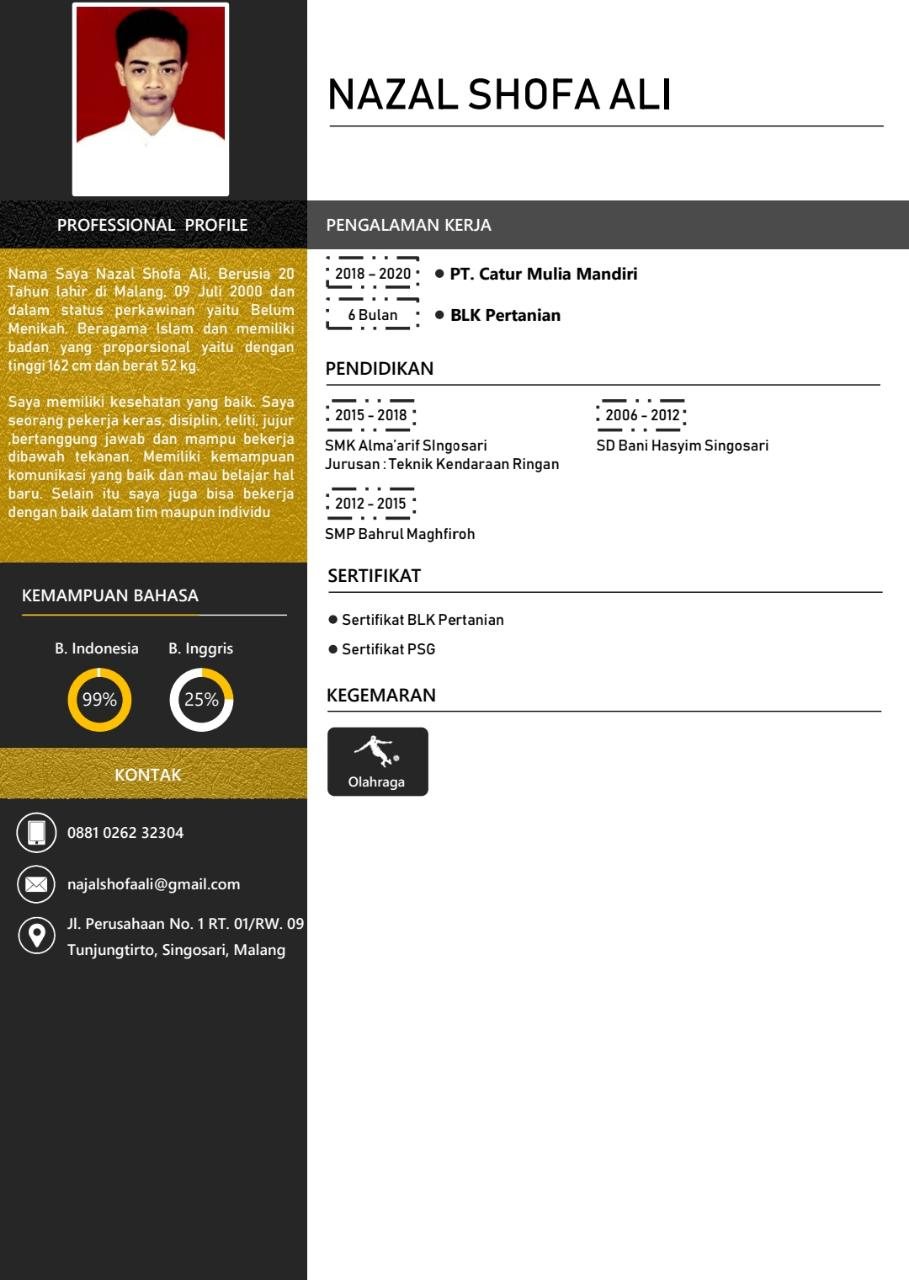 NAZAL SHOFA ALI
PROFESSIONAL PROFILE
Nama Saya Nazal Shofa Ali, Berusia 20
Tahun lahir di Malang, 09 Juli 2000 dan
dalam status perkawinan yaitu Belum
Menikah. Beragama Islam dan memiliki
badan yang proporsional yaitu dengan
tinggi 162 cm dan berat 52 kg.
Saya memiliki kesehatan yang baik. Saya
seorang pekerja keras, disiplin, teliti, jujur
,bertanggung jawab dan mampu bekerja
dibawah tekanan. Memiliki kemampuan
komunikasi yang baik dan mau belajar hal
baru. Selain itu saya juga bisa bekerja
dengan baik dalam tim maupun individu
KEMAMPUAN BAHASA
B. Indonesia B. Inggris
99% 25%
KONTAK
0881 0262 32304
najalshofaali@gmail.com
Jl. Perusahaan No. 1 RT. 01/RW. 09
Tunjungtirto, Singosari, Malang
PENGALAMAN KERJA
2018 – 2020 ● PT. Catur Mulia Mandiri
6 Bulan ● BLK Pertanian
PENDIDIKAN
2015 – 2018
SMK Alma'arif SIngosari
Jurusan : Teknik Kendaraan Ringan
2006 – 2012
SD Bani Hasyim Singosari
2012 – 2015
SMP Bahrul Maghfiroh
SERTIFIKAT
● Sertifikat BLK Pertanian
● Sertifikat PSG
KEGEMARAN
Olahraga